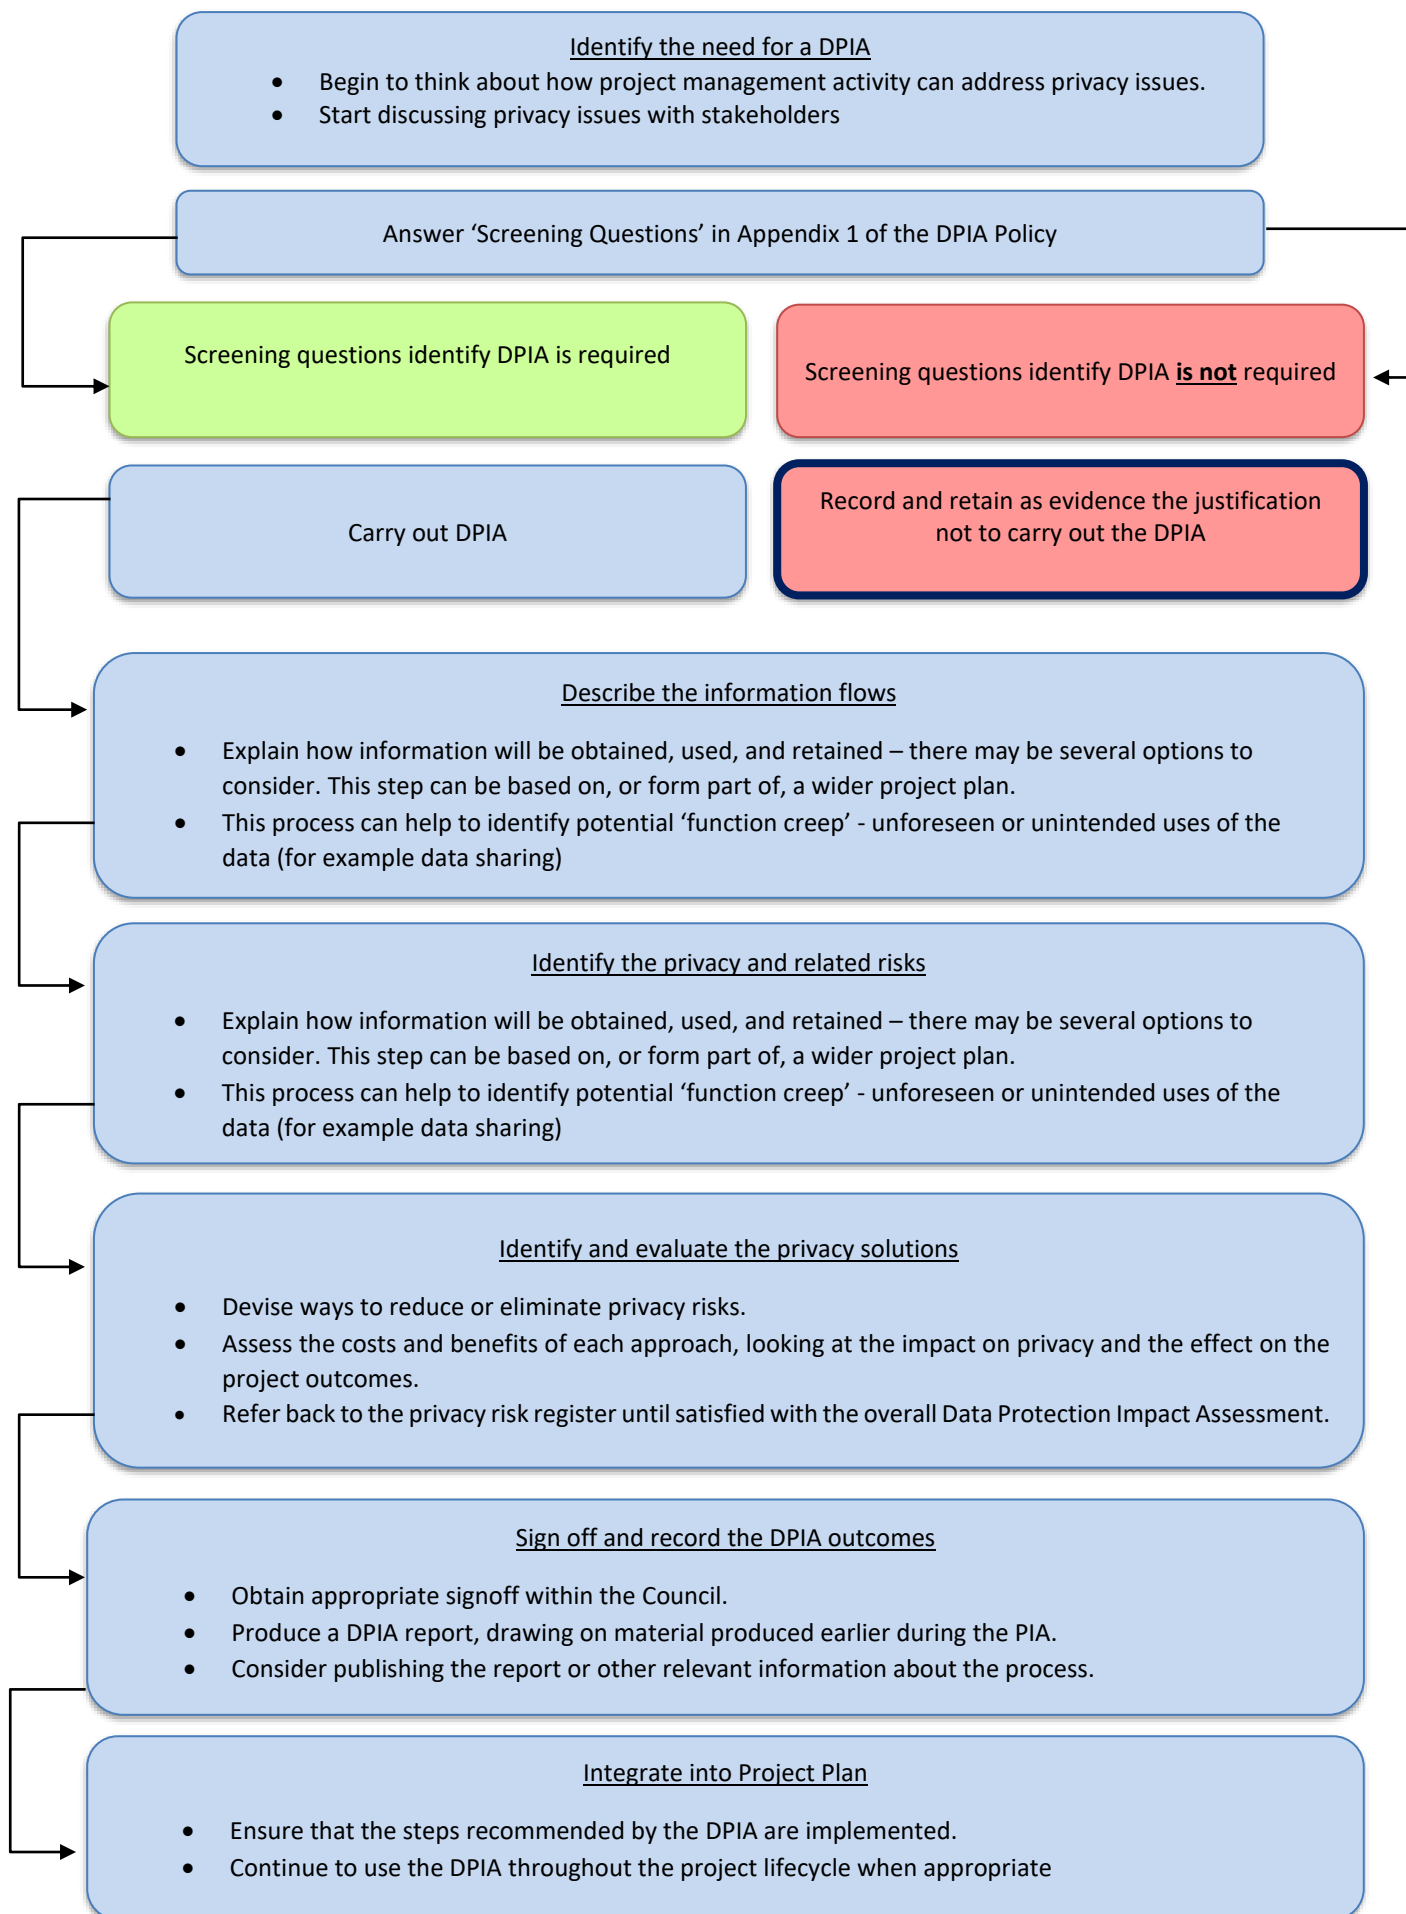 Identify the need for a DPIA
• Begin to think about how project management activity can address privacy issues.
• Start discussing privacy issues with stakeholders
Answer ‘Screening Questions’ in Appendix 1 of the DPIA Policy
Screening questions identify DPIA is required
Screening questions identify DPIA is not required
Carry out DPIA
Record and retain as evidence the justification
not to carry out the DPIA
Describe the information flows
• Explain how information will be obtained, used, and retained – there may be several options to
consider. This step can be based on, or form part of, a wider project plan.
• This process can help to identify potential ‘function creep’ - unforeseen or unintended uses of the
data (for example data sharing)
Identify the privacy and related risks
• Explain how information will be obtained, used, and retained – there may be several options to
consider. This step can be based on, or form part of, a wider project plan.
• This process can help to identify potential ‘function creep’ - unforeseen or unintended uses of the
data (for example data sharing)
Identify and evaluate the privacy solutions
• Devise ways to reduce or eliminate privacy risks.
• Assess the costs and benefits of each approach, looking at the impact on privacy and the effect on the
project outcomes.
• Refer back to the privacy risk register until satisfied with the overall Data Protection Impact Assessment.
Sign off and record the DPIA outcomes
• Obtain appropriate signoff within the Council.
• Produce a DPIA report, drawing on material produced earlier during the PIA.
• Consider publishing the report or other relevant information about the process.
Integrate into Project Plan
• Ensure that the steps recommended by the DPIA are implemented.
• Continue to use the DPIA throughout the project lifecycle when appropriate